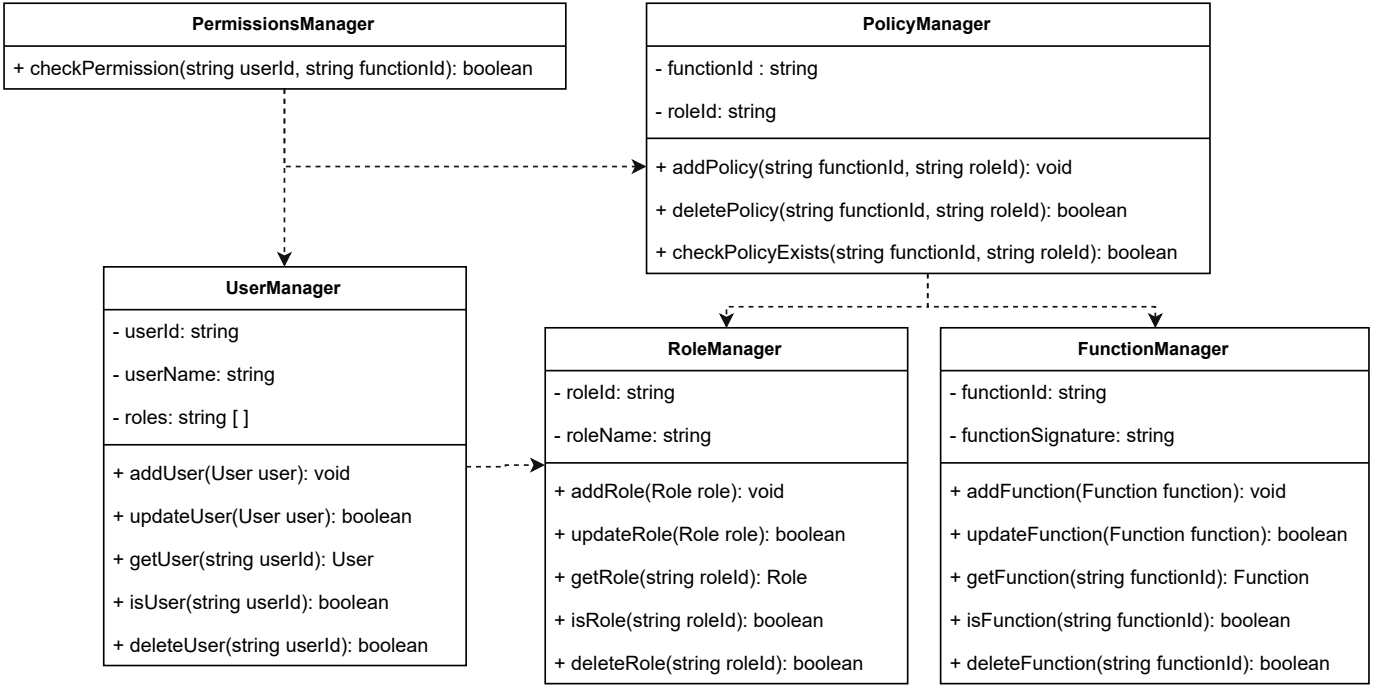 PermissionsManager
+ checkPermission(string userId, string functionId): boolean
PolicyManager
- functionId : string
- roleId: string
+ addPolicy(string functionId, string roleId): void
+ deletePolicy(string functionId, string roleId): boolean
+ checkPolicyExists(string functionId, string roleId): boolean
UserManager
- userId: string
- userName: string
- roles: string [ ]
+ addUser(User user): void
+ updateUser(User user): boolean
+ getUser(string userId): User
+ isUser(string userId): boolean
+ deleteUser(string userId): boolean
RoleManager
- roleId: string
- roleName: string
+ addRole(Role role): void
+ updateRole(Role role): boolean
+ getRole(string roleId): Role
+ isRole(string roleId): boolean
+ deleteRole(string roleId): boolean
FunctionManager
- functionId: string
- functionSignature: string
+ addFunction(Function function): void
+ updateFunction(Function function): boolean
+ getFunction(string functionId): Function
+ isFunction(string functionId): boolean
+ deleteFunction(string functionId): boolean